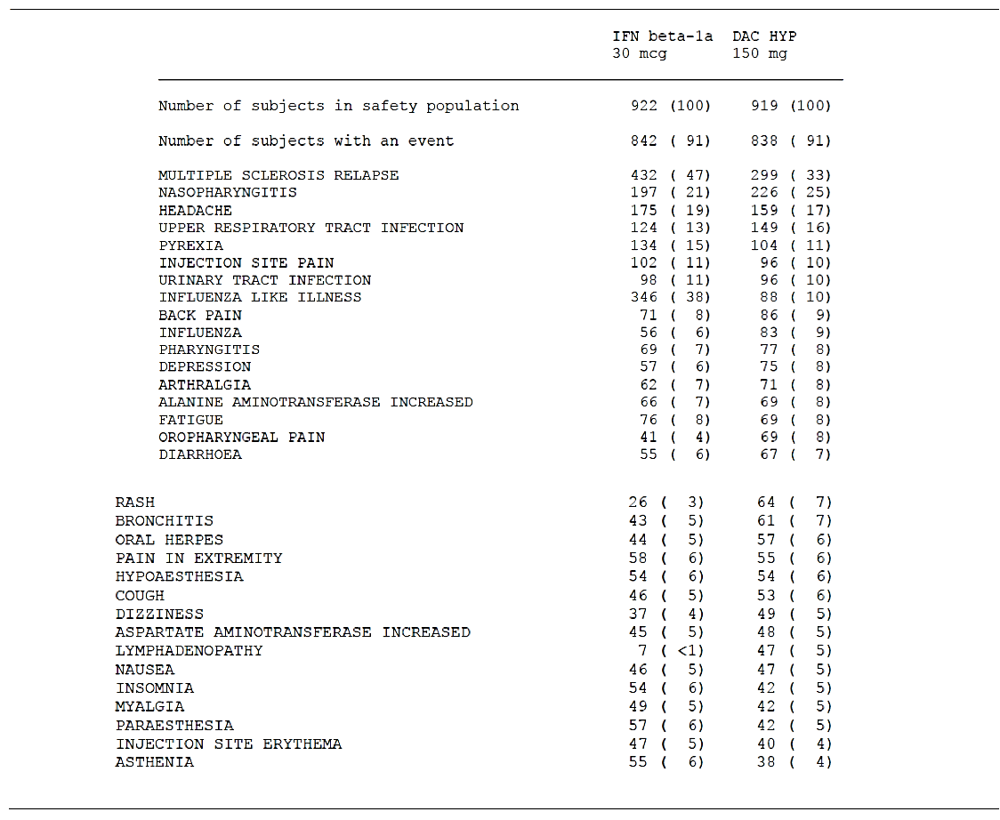 IFN beta-1a DAC HYP
30 mcg 150 mg
Number of subjects in safety population 922 (100) 919 (100)
Number of subjects with an event 842 ( 91) 838 ( 91)
MULTIPLE SCLEROSIS RELAPSE 432 ( 47) 299 ( 33)
NASOPHARYNGITIS 197 ( 21) 226 ( 25)
HEADACHE 175 ( 19) 159 ( 17)
UPPER RESPIRATORY TRACT INFECTION 124 ( 13) 149 ( 16)
PYREXIA 134 ( 15) 104 ( 11)
INJECTION SITE PAIN 102 ( 11) 96 ( 10)
URINARY TRACT INFECTION 98 ( 11) 96 ( 10)
INFLUENZA LIKE ILLNESS 346 ( 38) 88 ( 10)
BACK PAIN 71 ( 8) 86 ( 9)
INFLUENZA 56 ( 6) 83 ( 9)
PHARYNGITIS 69 ( 7) 77 ( 8)
DEPRESSION 57 ( 6) 75 ( 8)
ARTHRALGIA 62 ( 7) 71 ( 8)
ALANINE AMINOTRANSFERASE INCREASED 66 ( 7) 69 ( 8)
FATIGUE 76 ( 8) 69 ( 8)
OROPHARYNGEAL PAIN 41 ( 4) 69 ( 8)
DIARRHOEA 55 ( 6) 67 ( 7)
RASH 26 ( 3) 64 ( 7)
BRONCHITIS 43 ( 5) 61 ( 7)
ORAL HERPES 44 ( 5) 57 ( 6)
PAIN IN EXTREMITY 58 ( 6) 55 ( 6)
HYPOAESTHESIA 54 ( 6) 54 ( 6)
COUGH 46 ( 5) 53 ( 6)
DIZZINESS 37 ( 4) 49 ( 5)
ASPARTATE AMINOTRANSFERASE INCREASED 45 ( 5) 48 ( 5)
LYMPHADENOPATHY 7 ( <1) 47 ( 5)
NAUSEA 46 ( 5) 47 ( 5)
INSOMNIA 54 ( 6) 42 ( 5)
MYALGIA 49 ( 5) 42 ( 5)
PARAESTHESIA 57 ( 6) 42 ( 5)
INJECTION SITE ERYTHEMA 47 ( 5) 40 ( 4)
ASTHENIA 55 ( 6) 38 ( 4)